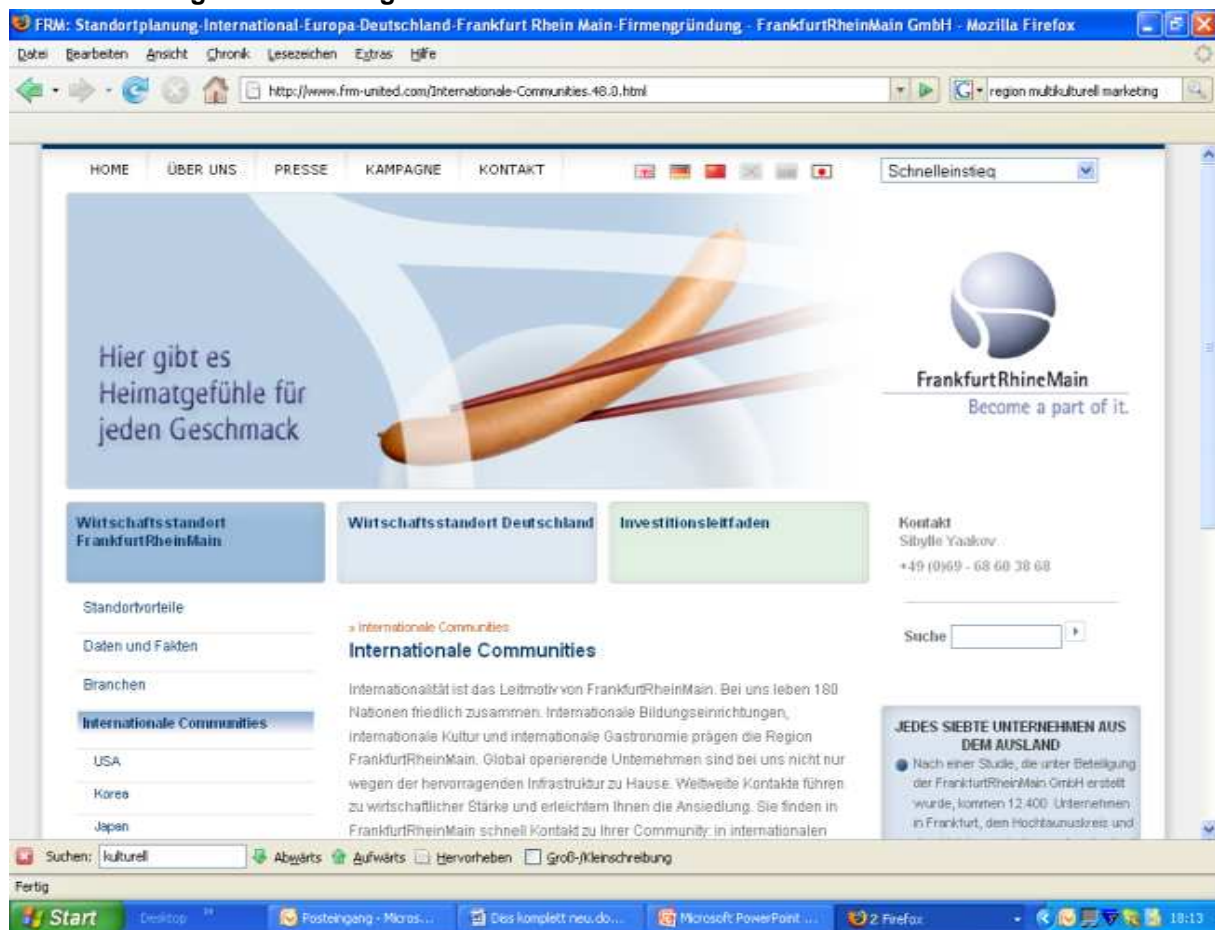 FRM: Standortplanung-International-Europa-Deutschland-Frankfurt Rhein Main-Firmengründung - FrankfurtRheinMain GmbH - Mozilla Firefox
Datei Bearbeiten Ansicht Chronik Lesezeichen Extras Hilfe
http://www.frm-united.com/Internationale-Communities.48.0.html
region multikulturell marketing
HOME ÜBER UNS PRESSE KAMPAGNE KONTAKT
Schnelleinstieg
Hier gibt es
Heimatgefühle für
jeden Geschmack
FrankfurtRhineMain
Become a part of it.
Wirtschaftsstandort
FrankfurtRheinMain
Wirtschaftsstandort Deutschland
Investitionsleitfaden
Kontakt
Sibylle Yaakov
+49 (0)69 - 68 60 38 68
Standortvorteile
Daten und Fakten
Branchen
Internationale Communities
USA
Korea
Japan
» Internationale Communities
Internationale Communities
Internationalität ist das Leitmotiv von FrankfurtRheinMain. Bei uns leben 180
Nationen friedlich zusammen. Internationale Bildungseinrichtungen,
internationale Kultur und internationale Gastronomie prägen die Region
FrankfurtRheinMain. Global operierende Unternehmen sind bei uns nicht nur
wegen der hervorragenden Infrastruktur zu Hause. Weltweite Kontakte führen
zu wirtschaftlicher Stärke und erleichtern Ihnen die Ansiedlung. Sie finden in
FrankfurtRheinMain schnell Kontakt zu Ihrer Community: in internationalen
Suche
JEDES SIEBTE UNTERNEHMEN AUS
DEM AUSLAND
Nach einer Studie, die unter Beteiligung
der FrankfurtRheinMain GmbH erstellt
wurde, kommen 12.400 Unternehmen
in Frankfurt, dem Hochtaunuskreis und
Suchen: kulturell Abwärts Aufwärts Hervorheben Groß-/Kleinschreibung
Fertig
Start Desktop Posteingang - Micros... Diss komplett neu.do... Microsoft PowerPoint ... 2 Firefox 18:13